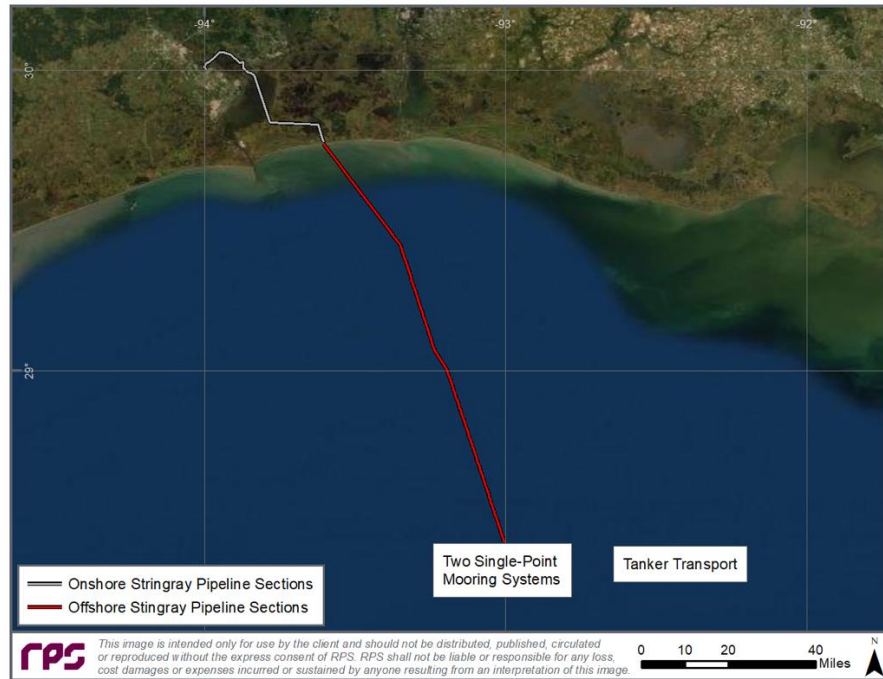 -94°
-93°
-92°
30°
29°
Two Single-Point
Mooring Systems
Tanker Transport
Onshore Stringray Pipeline Sections
Offshore Stingray Pipeline Sections
rps
This image is intended only for use by the client and should not be distributed, published, circulated
or reproduced without the express consent of RPS. RPS shall not be liable or responsible for any loss,
cost damages or expenses incurred or sustained by anyone resulting from an interpretation of this image.
0 10 20 40
Miles
N